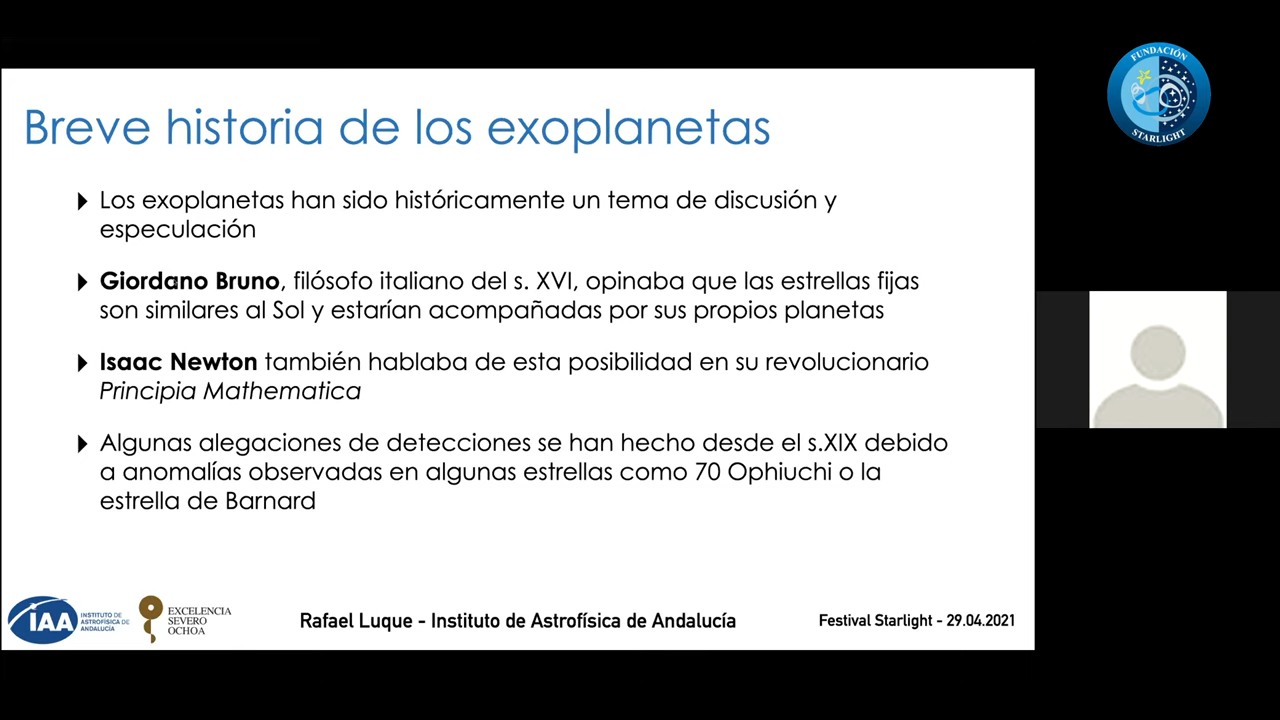 Breve historia de los exoplanetas
Los exoplanetas han sido históricamente un tema de discusión y
especulación
Giordano Bruno, filósofo italiano del s. XVI, opinaba que las estrellas fijas
son similares al Sol y estarían acompañadas por sus propios planetas
Isaac Newton también hablaba de esta posibilidad en su revolucionario
Principia Mathematica
Algunas alegaciones de detecciones se han hecho desde el s.XIX debido
a anomalías observadas en algunas estrellas como 70 Ophiuchi o la
estrella de Barnard
IAA
INSTITUTO DE
ASTROFÍSICA DE
ANDALUCÍA
EXCELENCIA
SEVERO
OCHOA
Rafael Luque - Instituto de Astrofísica de Andalucía
Festival Starlight - 29.04.2021
FUNDACIÓN
STARLIGHT